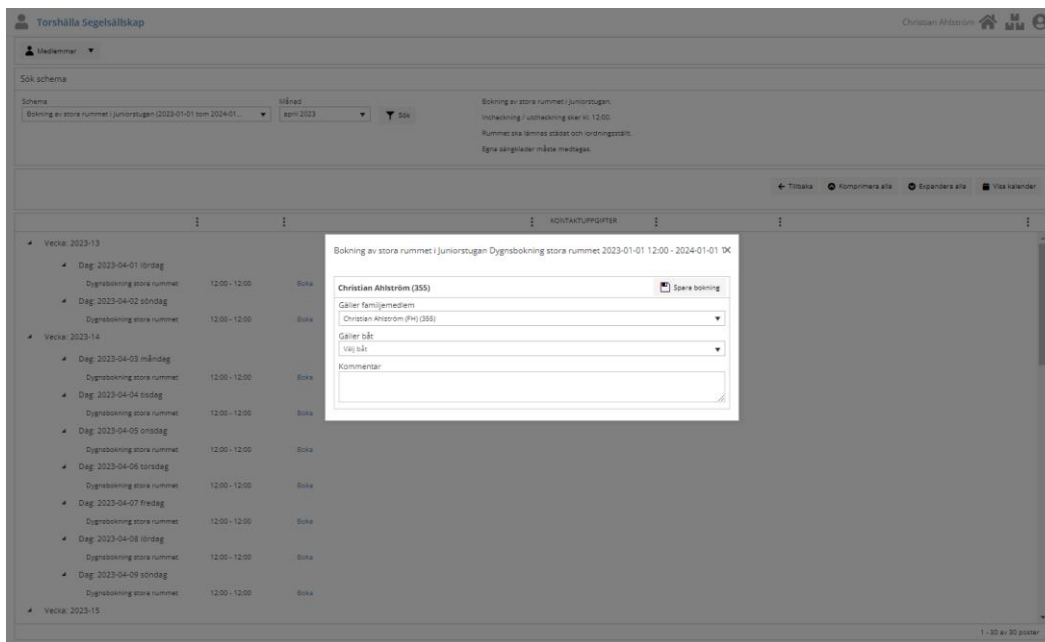 Torshälla Segelsällskap
Christian Ahlström
Medlemmar
Sök schema
Schema
Månad
Bokning av stora rummet i Juniorstugan (2023-01-01 tom 2024-01...
april 2023
Sök
Bokning av stora rummet i Juniorstugan.
Incheckning / utcheckning sker kl. 12:00.
Rummet ska lämnas städat och iordningsställt.
Egna sängkläder måste medtagas.
Tillbaka
Komprimera alla
Expandera alla
Visa kalender
KONTAKTUPPGIFTER
Vecka: 2023-13
Dag: 2023-04-01 lördag
Dygnsbokning stora rummet 12:00 - 12:00 Boka
Dag: 2023-04-02 söndag
Dygnsbokning stora rummet 12:00 - 12:00 Boka
Vecka: 2023-14
Dag: 2023-04-03 måndag
Dygnsbokning stora rummet 12:00 - 12:00 Boka
Dag: 2023-04-04 tisdag
Dygnsbokning stora rummet 12:00 - 12:00 Boka
Dag: 2023-04-05 onsdag
Dygnsbokning stora rummet 12:00 - 12:00 Boka
Dag: 2023-04-06 torsdag
Dygnsbokning stora rummet 12:00 - 12:00 Boka
Dag: 2023-04-07 fredag
Dygnsbokning stora rummet 12:00 - 12:00 Boka
Dag: 2023-04-08 lördag
Dygnsbokning stora rummet 12:00 - 12:00 Boka
Dag: 2023-04-09 söndag
Dygnsbokning stora rummet 12:00 - 12:00 Boka
Vecka: 2023-15
Bokning av stora rummet i Juniorstugan Dygnsbokning stora rummet 2023-01-01 12:00 - 2024-01-01
Christian Ahlström (355)
Spara bokning
Gäller familjemedlem
Christian Ahlström (FH) (355)
Gäller båt
Välj båt
Kommentar
1 - 30 av 30 poster